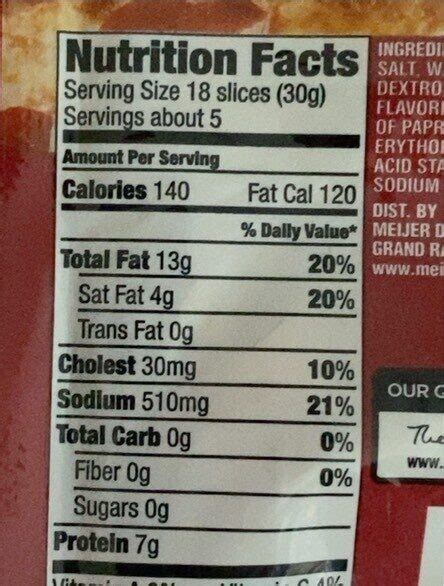 Nutrition Facts
Serving Size 18 slices (30g)
Servings about 5
Amount Per Serving
Calories 140 Fat Cal 120
% Daily Value*
Total Fat 13g 20%
Sat Fat 4g 20%
Trans Fat 0g
Cholest 30mg 10%
Sodium 510mg 21%
Total Carb 0g 0%
Fiber 0g 0%
Sugars 0g
Protein 7g
INGREDI
SALT, W
DEXTRO
FLAVOR
OF PAPR
ERYTHO
ACID STA
SODIUM
DIST. BY
MEIJER D
GRAND RA
www.mei
OUR
www.